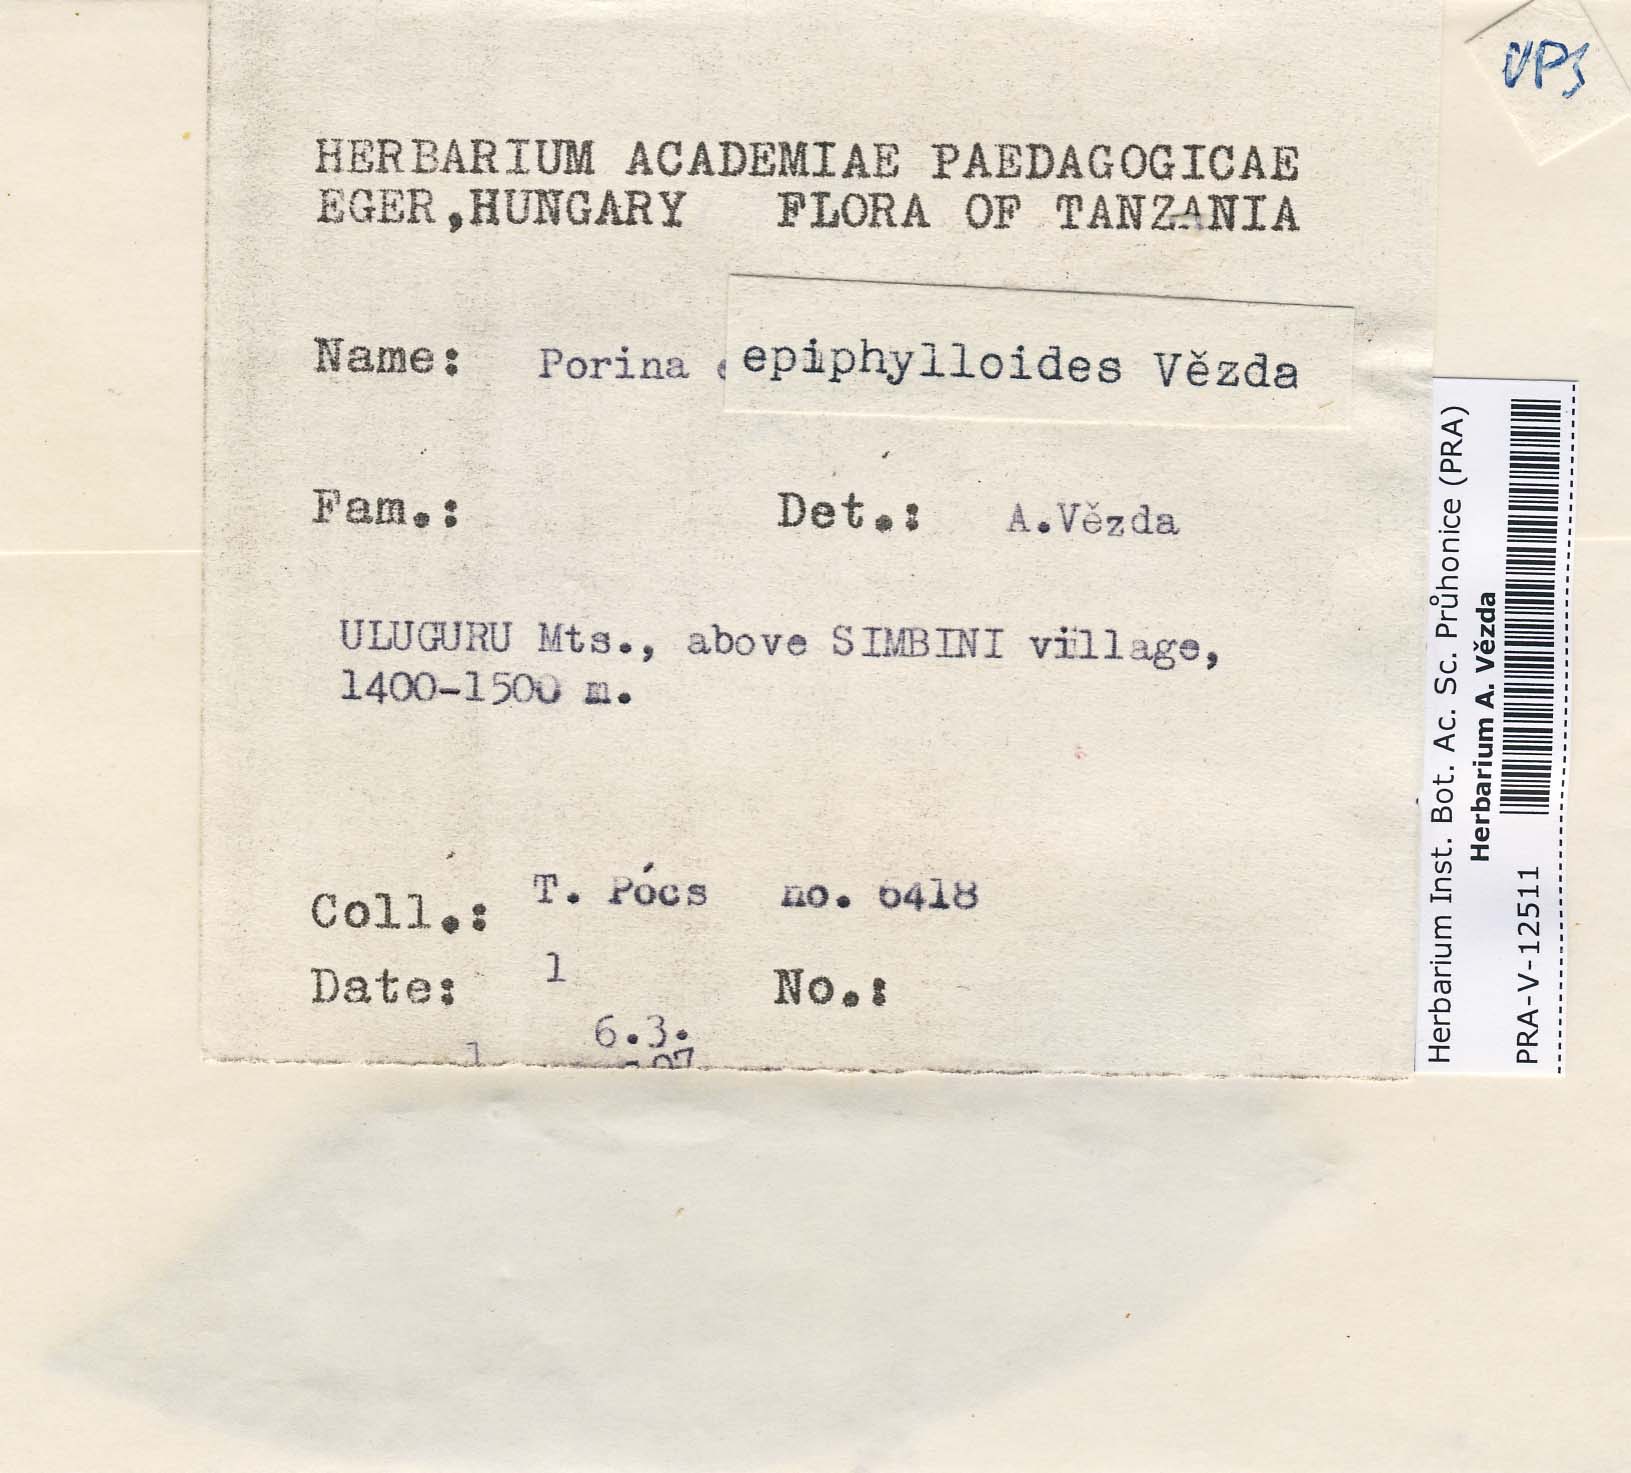 UPS
HERBARIUM ACADEMIAE PAEDAGOGICAE
EGER,HUNGARY FLORA OF TANZANIA
Name: Porina epiphylloides Vězda
Fam.: Det.: A.Vězda
ULUGURU Mts., above SIMBINI village,
1400-1500 m.
Coll.: T. Pócs no. 6418
Date: 1 No.:
6.3.
1
Herbarium Inst. Bot. Ac. Sc. Průhonice (PRA)
Herbarium A. Vězda
PRA-V-12511